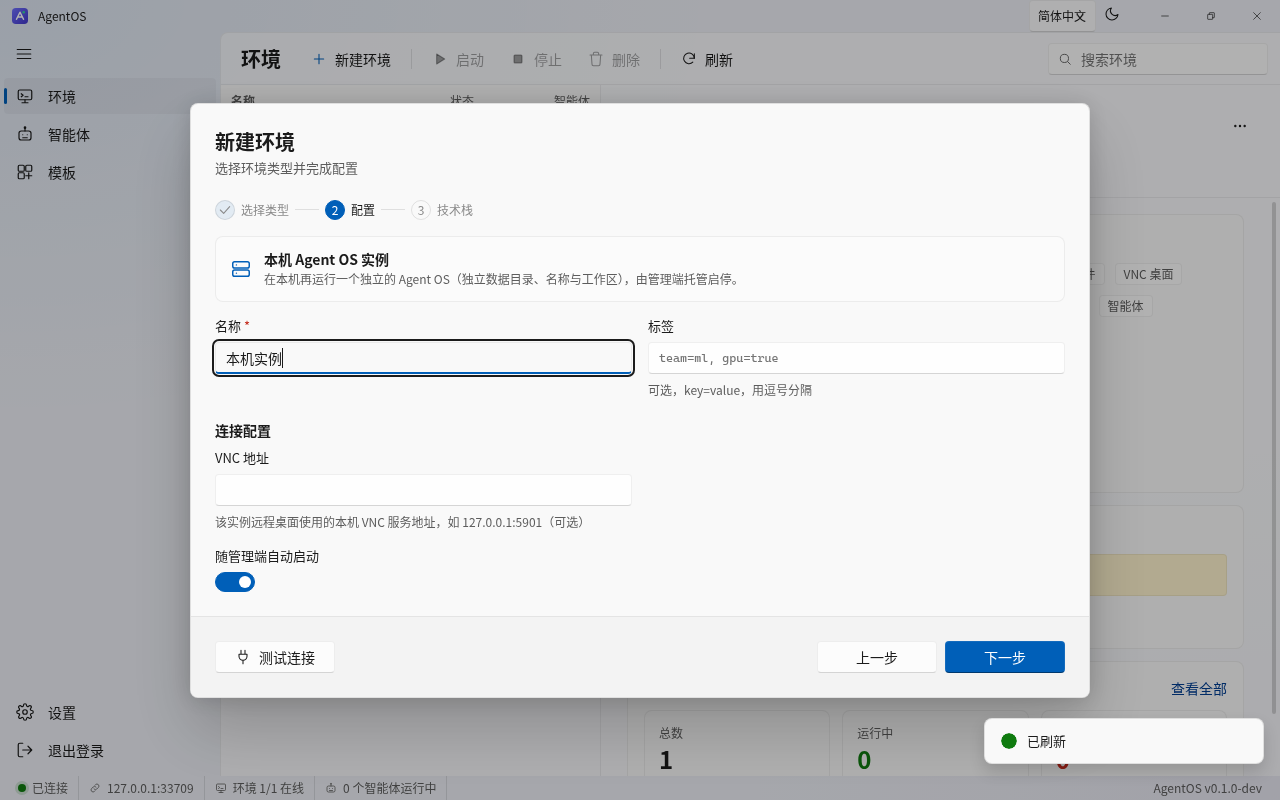 AgentOS
简体中文
环境
智能体
模板
设置
退出登录
环境
新建环境
启动
停止
删除
刷新
搜索环境
名称
状态
智能体
新建环境
选择环境类型并完成配置
选择类型
2 配置
3 技术栈
本机 Agent OS 实例
在本机再运行一个独立的 Agent OS（独立数据目录、名称与工作区），由管理端托管启停。
名称 *
本机实例
标签
team=ml, gpu=true
可选，key=value，用逗号分隔
连接配置
VNC 地址
该实例远程桌面使用的本机 VNC 服务地址，如 127.0.0.1:5901（可选）
随管理端自动启动
测试连接
上一步
下一步
VNC 桌面
智能体
查看全部
总数
1
运行中
0
已刷新
已连接
127.0.0.1:33709
环境 1/1 在线
0 个智能体运行中
AgentOS v0.1.0-dev